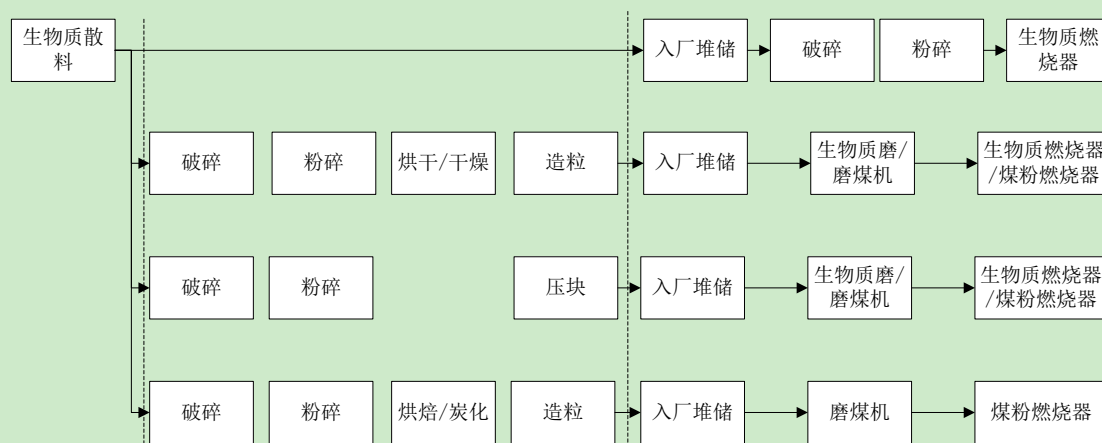 生物质散
料
入厂堆储
破碎
粉碎
生物质燃
烧器
破碎
粉碎
烘干/干燥
造粒
入厂堆储
生物质磨/
磨煤机
生物质燃烧器
/煤粉燃烧器
破碎
粉碎
压块
入厂堆储
生物质磨/
磨煤机
生物质燃烧器
/煤粉燃烧器
破碎
粉碎
烘焙/炭化
造粒
入厂堆储
磨煤机
煤粉燃烧器